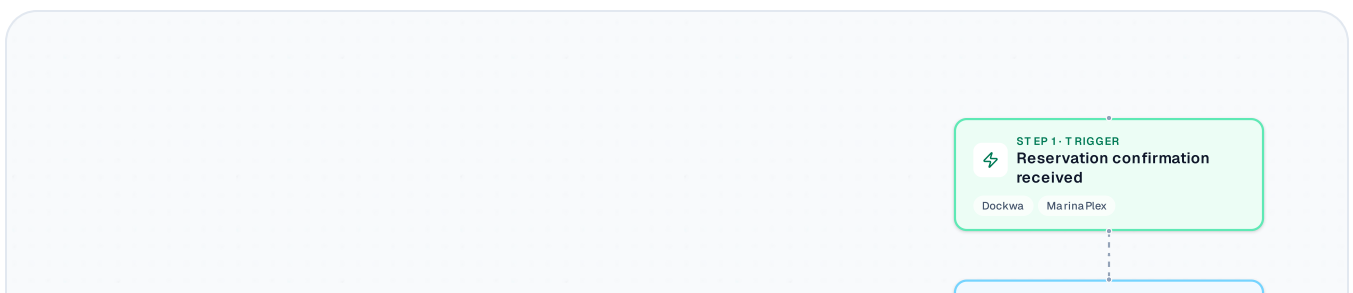 STEP 1 · TRIGGER
Reservation confirmation
received
Dockwa MarinaPlex